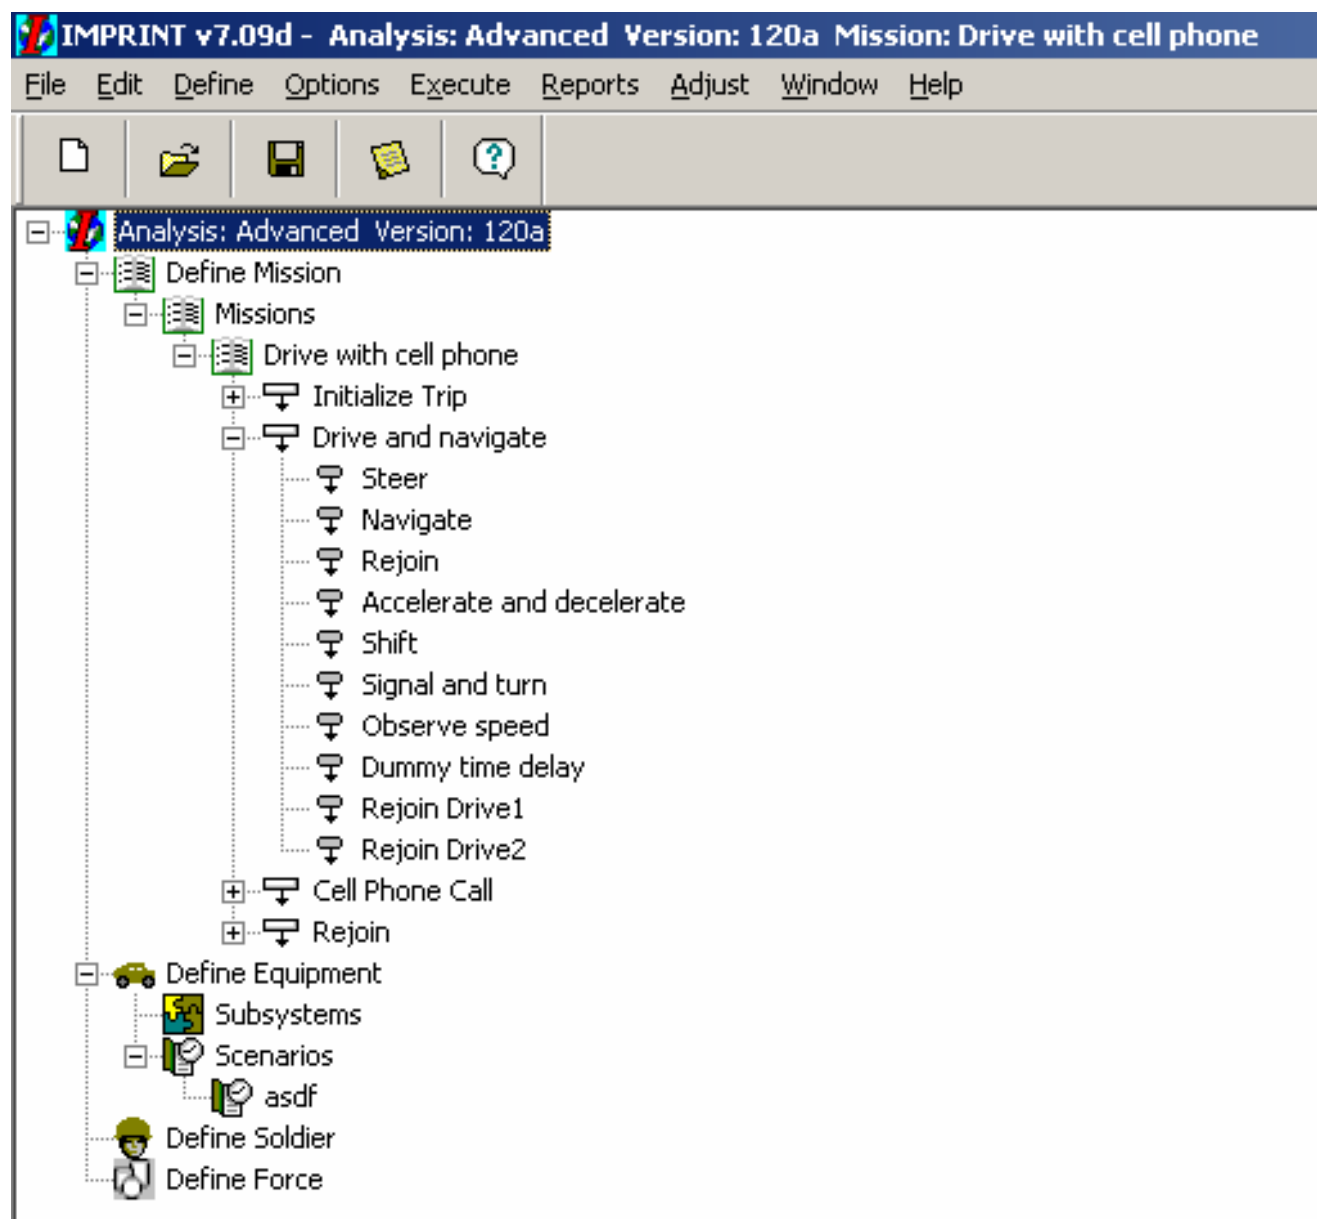 IMPRINT v7.09d - Analysis: Advanced Version: 120a Mission: Drive with cell phone
File Edit Define Options Execute Reports Adjust Window Help
Analysis: Advanced Version: 120a
Define Mission
Missions
Drive with cell phone
Initialize Trip
Drive and navigate
Steer
Navigate
Rejoin
Accelerate and decelerate
Shift
Signal and turn
Observe speed
Dummy time delay
Rejoin Drive1
Rejoin Drive2
Cell Phone Call
Rejoin
Define Equipment
Subsystems
Scenarios
asdf
Define Soldier
Define Force